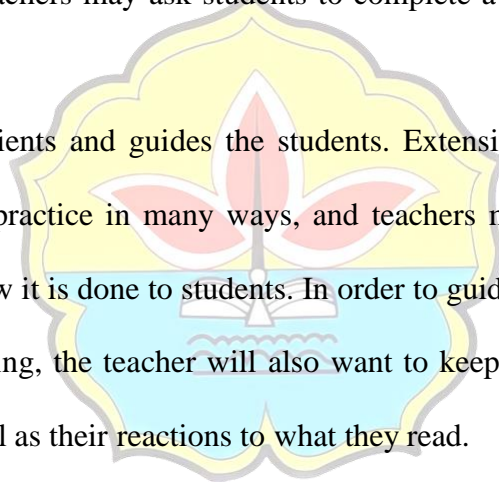 achers may ask students to complete a
ients and guides the students. Extensi
practice in many ways, and teachers
it is done to students. In order to guid
ing, the teacher will also want to keep
as their reactions to what they read.